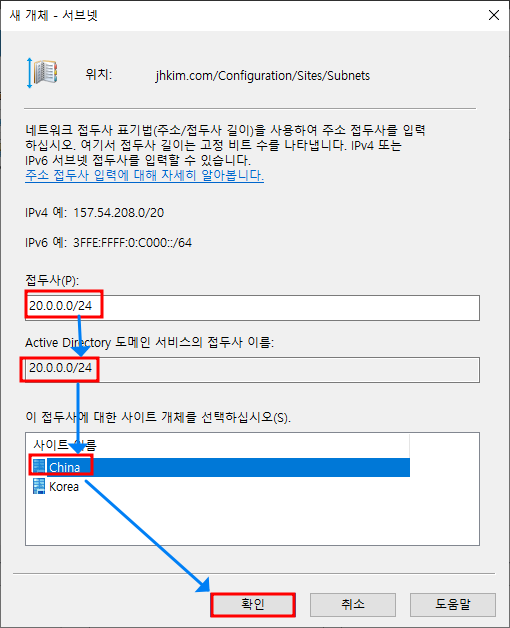 새 개체 - 서브넷
위치: jhkim.com/Configuration/Sites/Subnets
네트워크 접두사 표기법(주소/접두사 길이)을 사용하여 주소 접두사를 입력
하십시오. 여기서 접두사 길이는 고정 비트 수를 나타냅니다. IPv4 또는
IPv6 서브넷 접두사를 입력할 수 있습니다.
주소 접두사 입력에 대해 자세히 알아봅니다.
IPv4 예: 157.54.208.0/20
IPv6 예: 3FFE:FFFF:0:C000::/64
접두사(P):
20.0.0.0/24
Active Directory 도메인 서비스의 접두사 이름:
20.0.0.0/24
이 접두사에 대한 사이트 개체를 선택하십시오(S).
사이트 이름
China
Korea
확인 취소 도움말